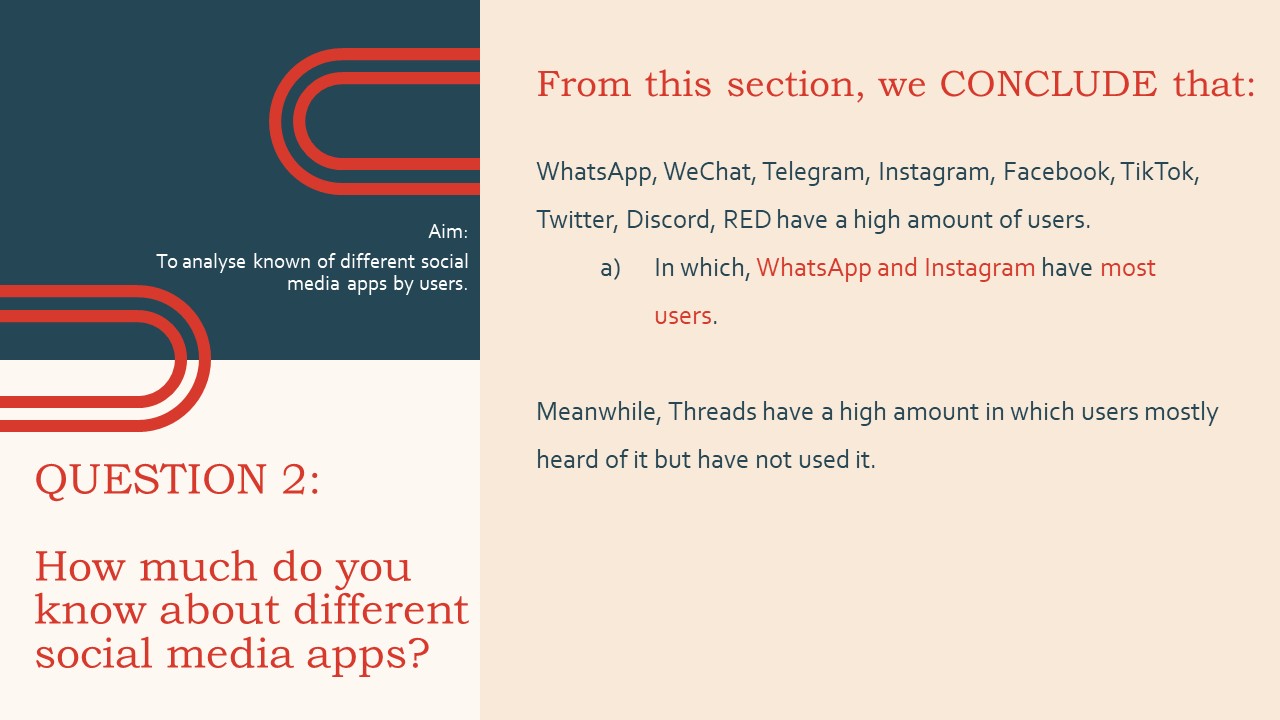 Aim:
To analyse known of different social
media apps by users.
QUESTION 2:
How much do you
know about different
social media apps?
From this section, we CONCLUDE that:
WhatsApp, WeChat, Telegram, Instagram, Facebook, TikTok,
Twitter, Discord, RED have a high amount of users.
a) In which, WhatsApp and Instagram have most
users.
Meanwhile, Threads have a high amount in which users mostly
heard of it but have not used it.